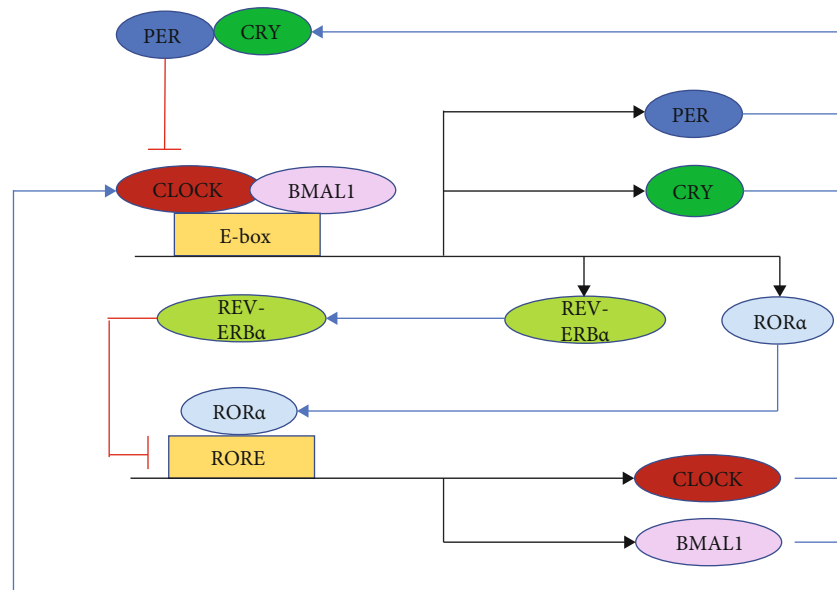 PER
CRY
PER
CLOCK
BMAL1
CRY
E-box
REV-
ERBα
REV-
ERBα
RORα
RORα
RORE
CLOCK
BMAL1